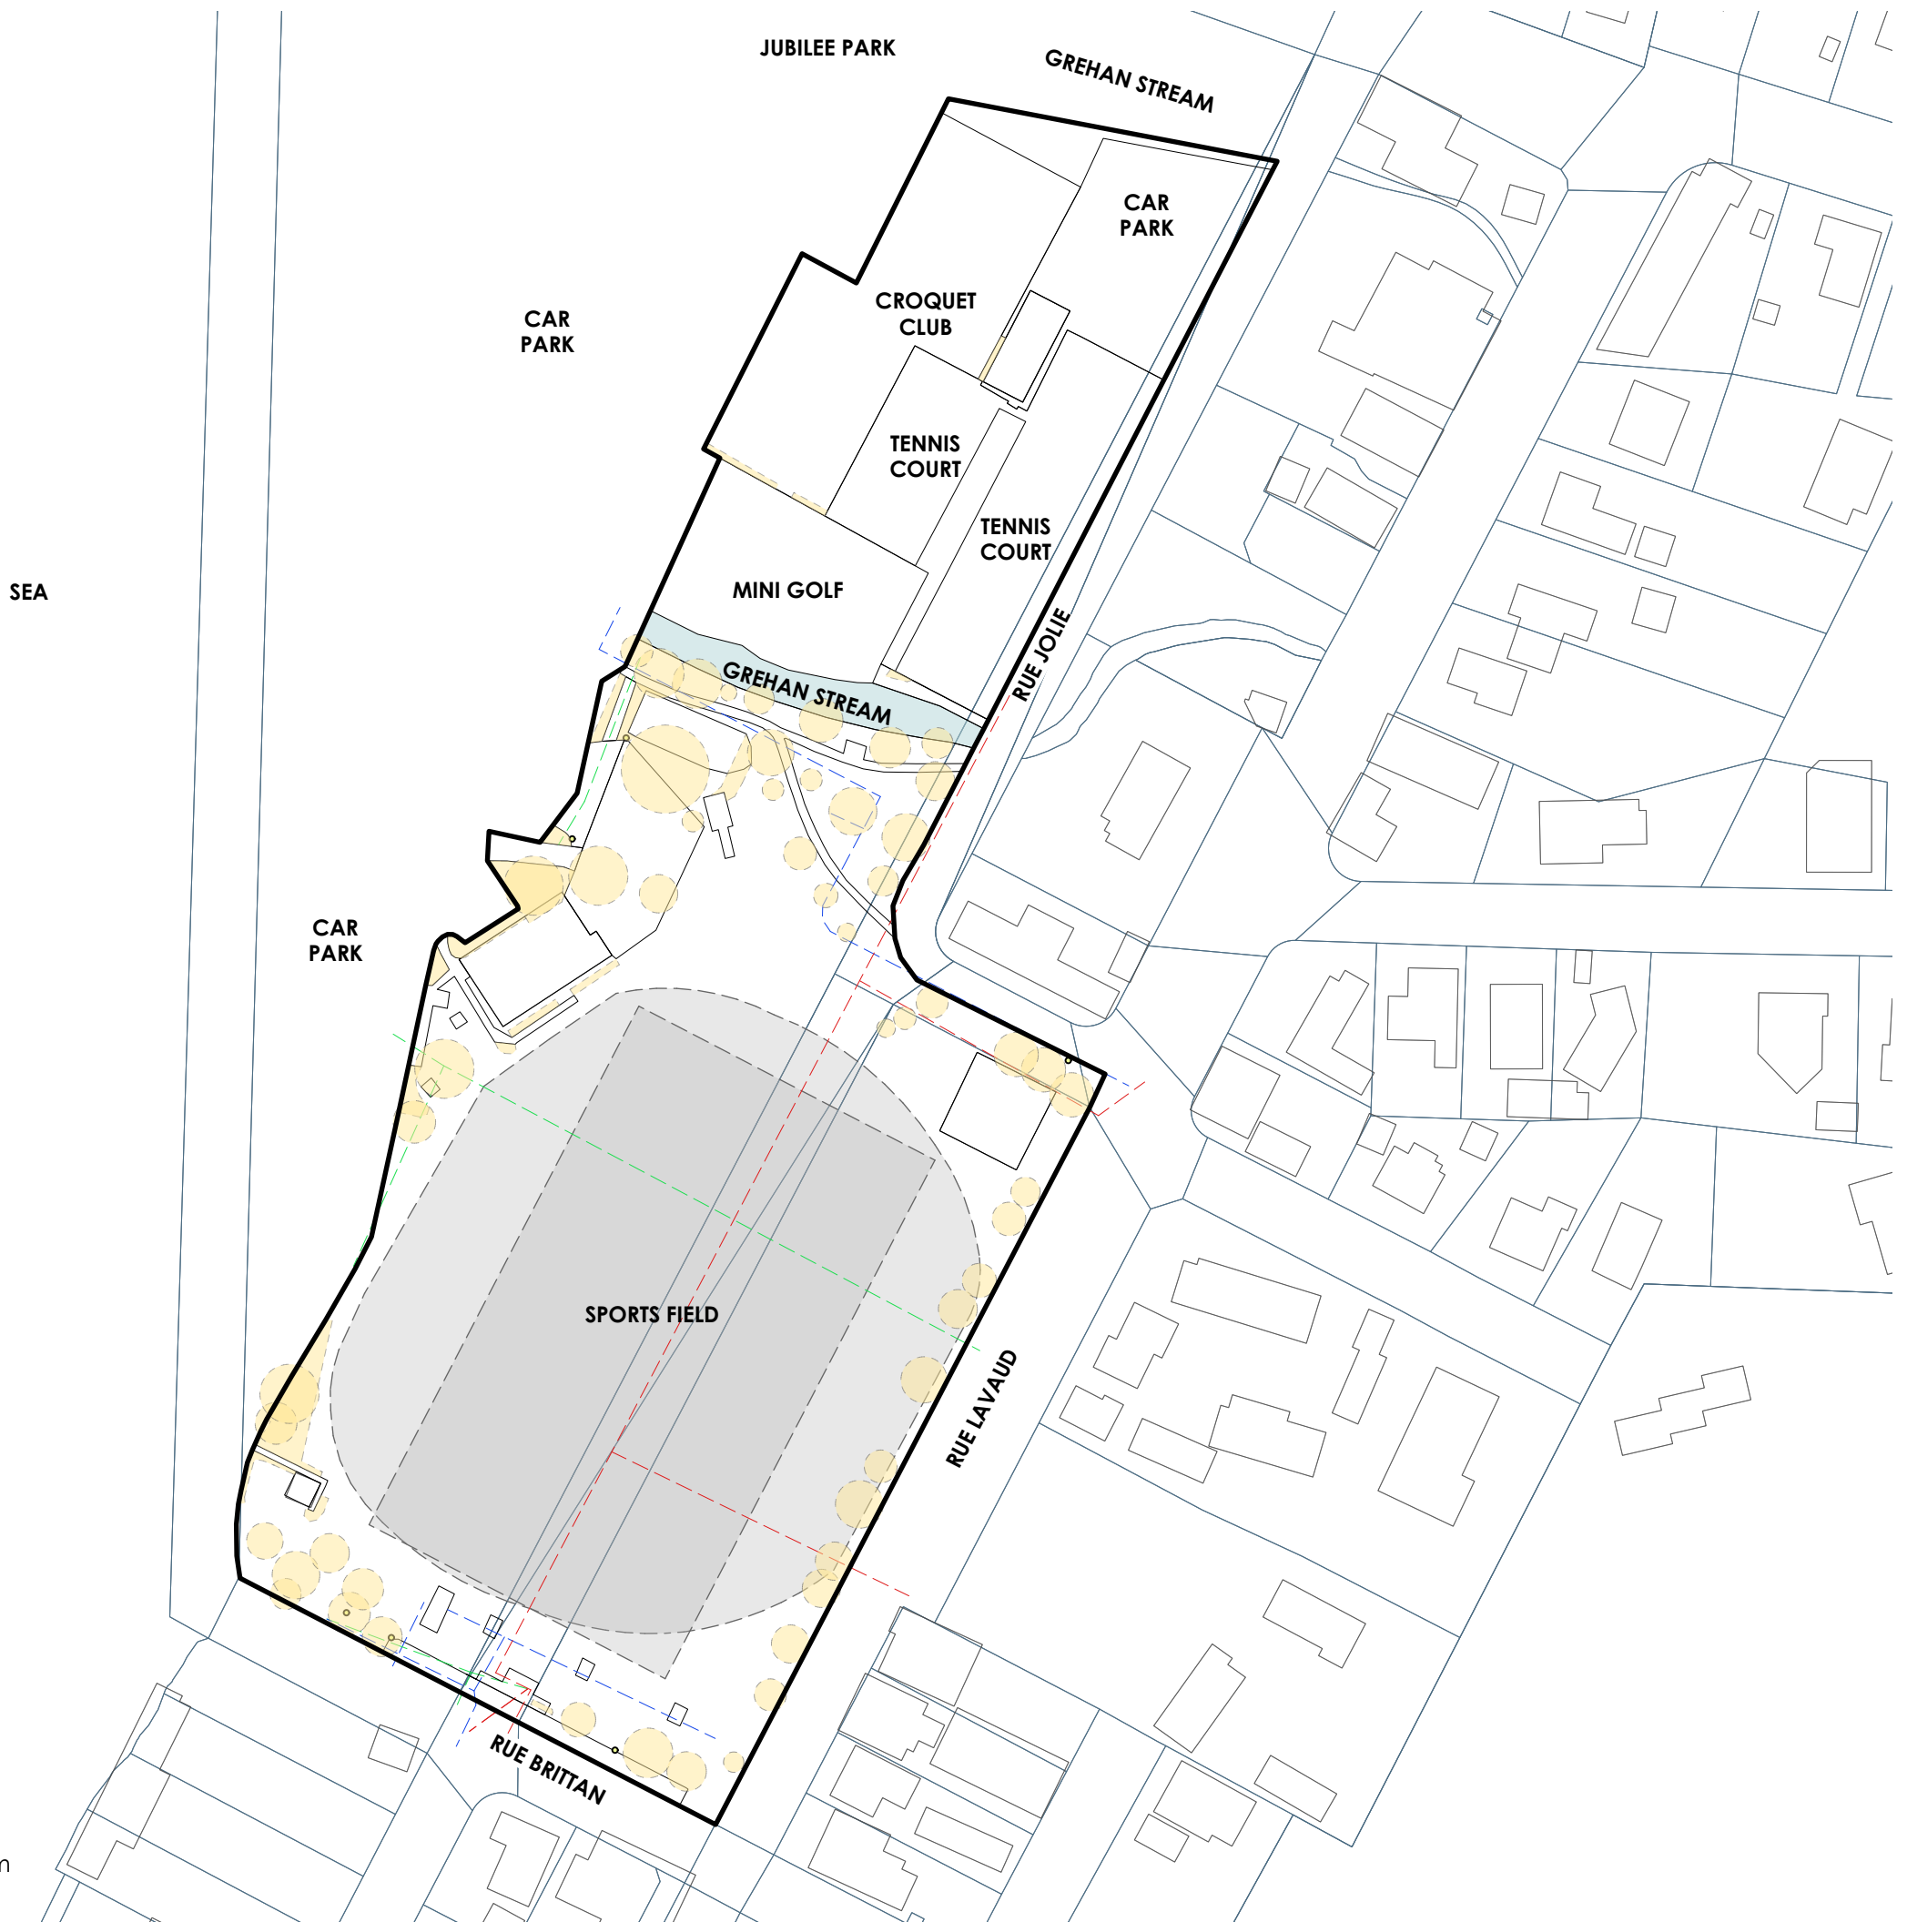 JUBILEE PARK
GREHAN STREAM
CAR
PARK
CROQUET
CLUB
CAR
PARK
TENNIS
COURT
TENNIS
COURT
SEA
MINI GOLF
RUE JOLIE
GREHAN STREAM
CAR
PARK
SPORTS FIELD
RUE LAVAUD
RUE BRITTAN